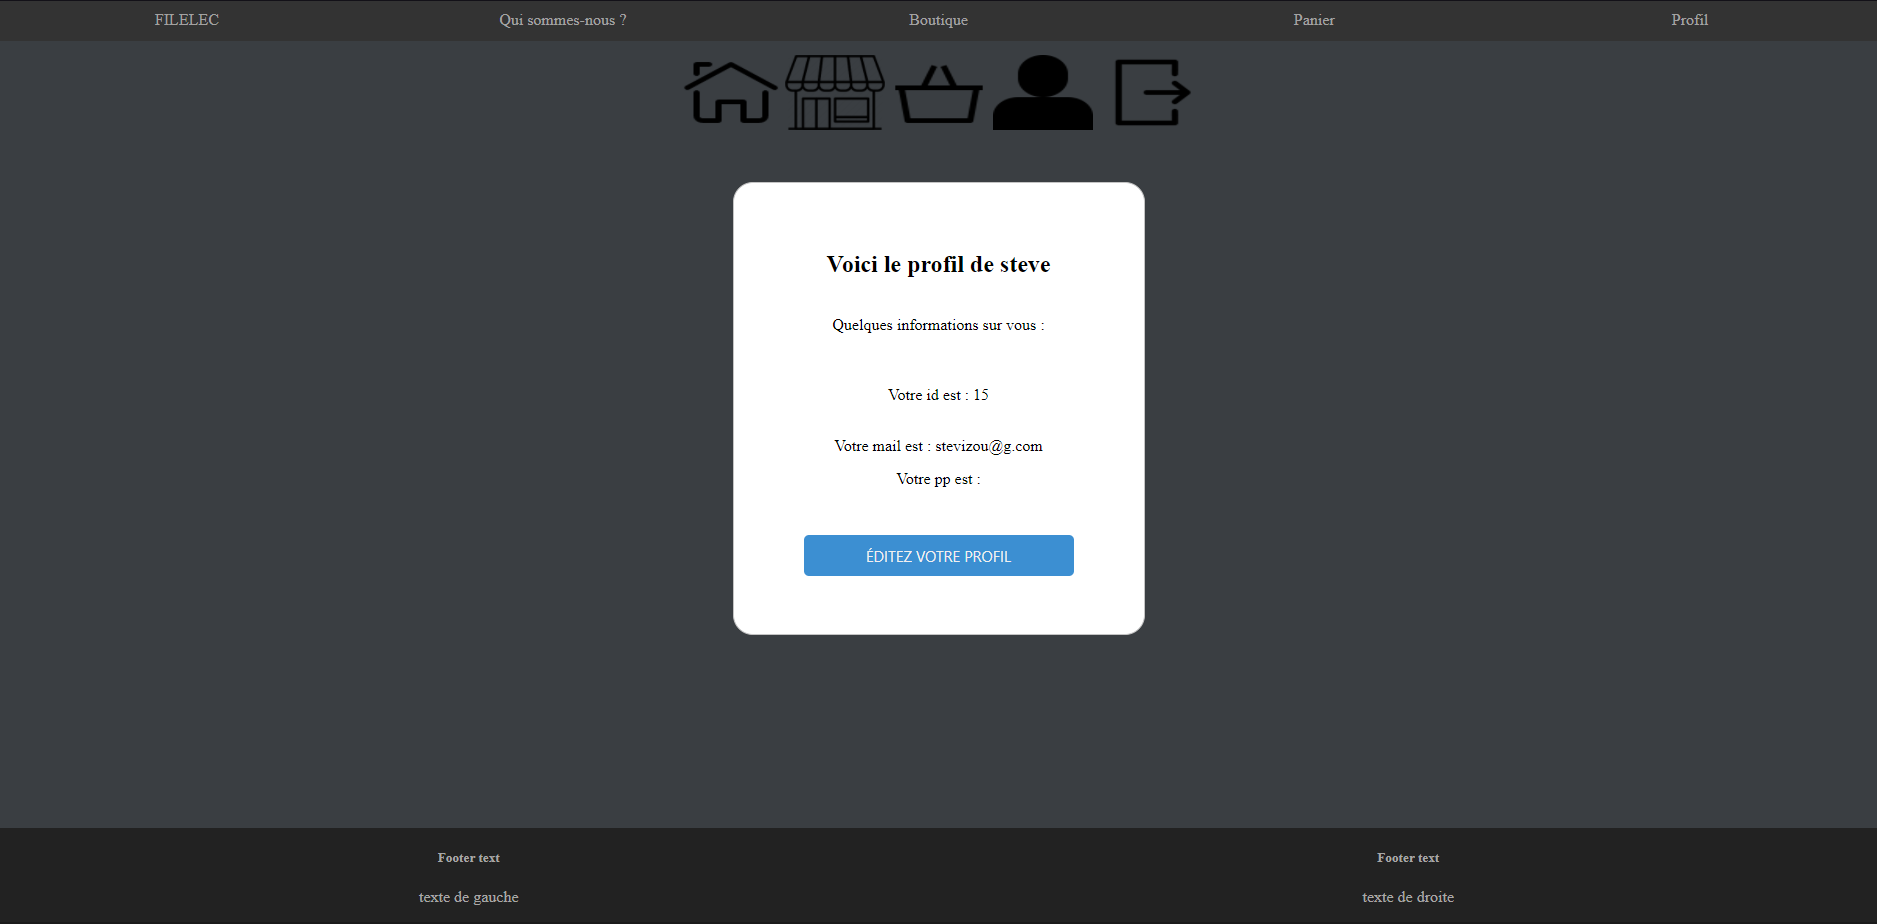 FILELEC
Qui sommes-nous ?
Boutique
Panier
Profil
Voici le profil de steve
Quelques informations sur vous :
Votre id est : 15
Votre mail est : stevizou@g.com
Votre pp est :
ÉDITEZ VOTRE PROFIL
Footer text
texte de gauche
Footer text
texte de droite